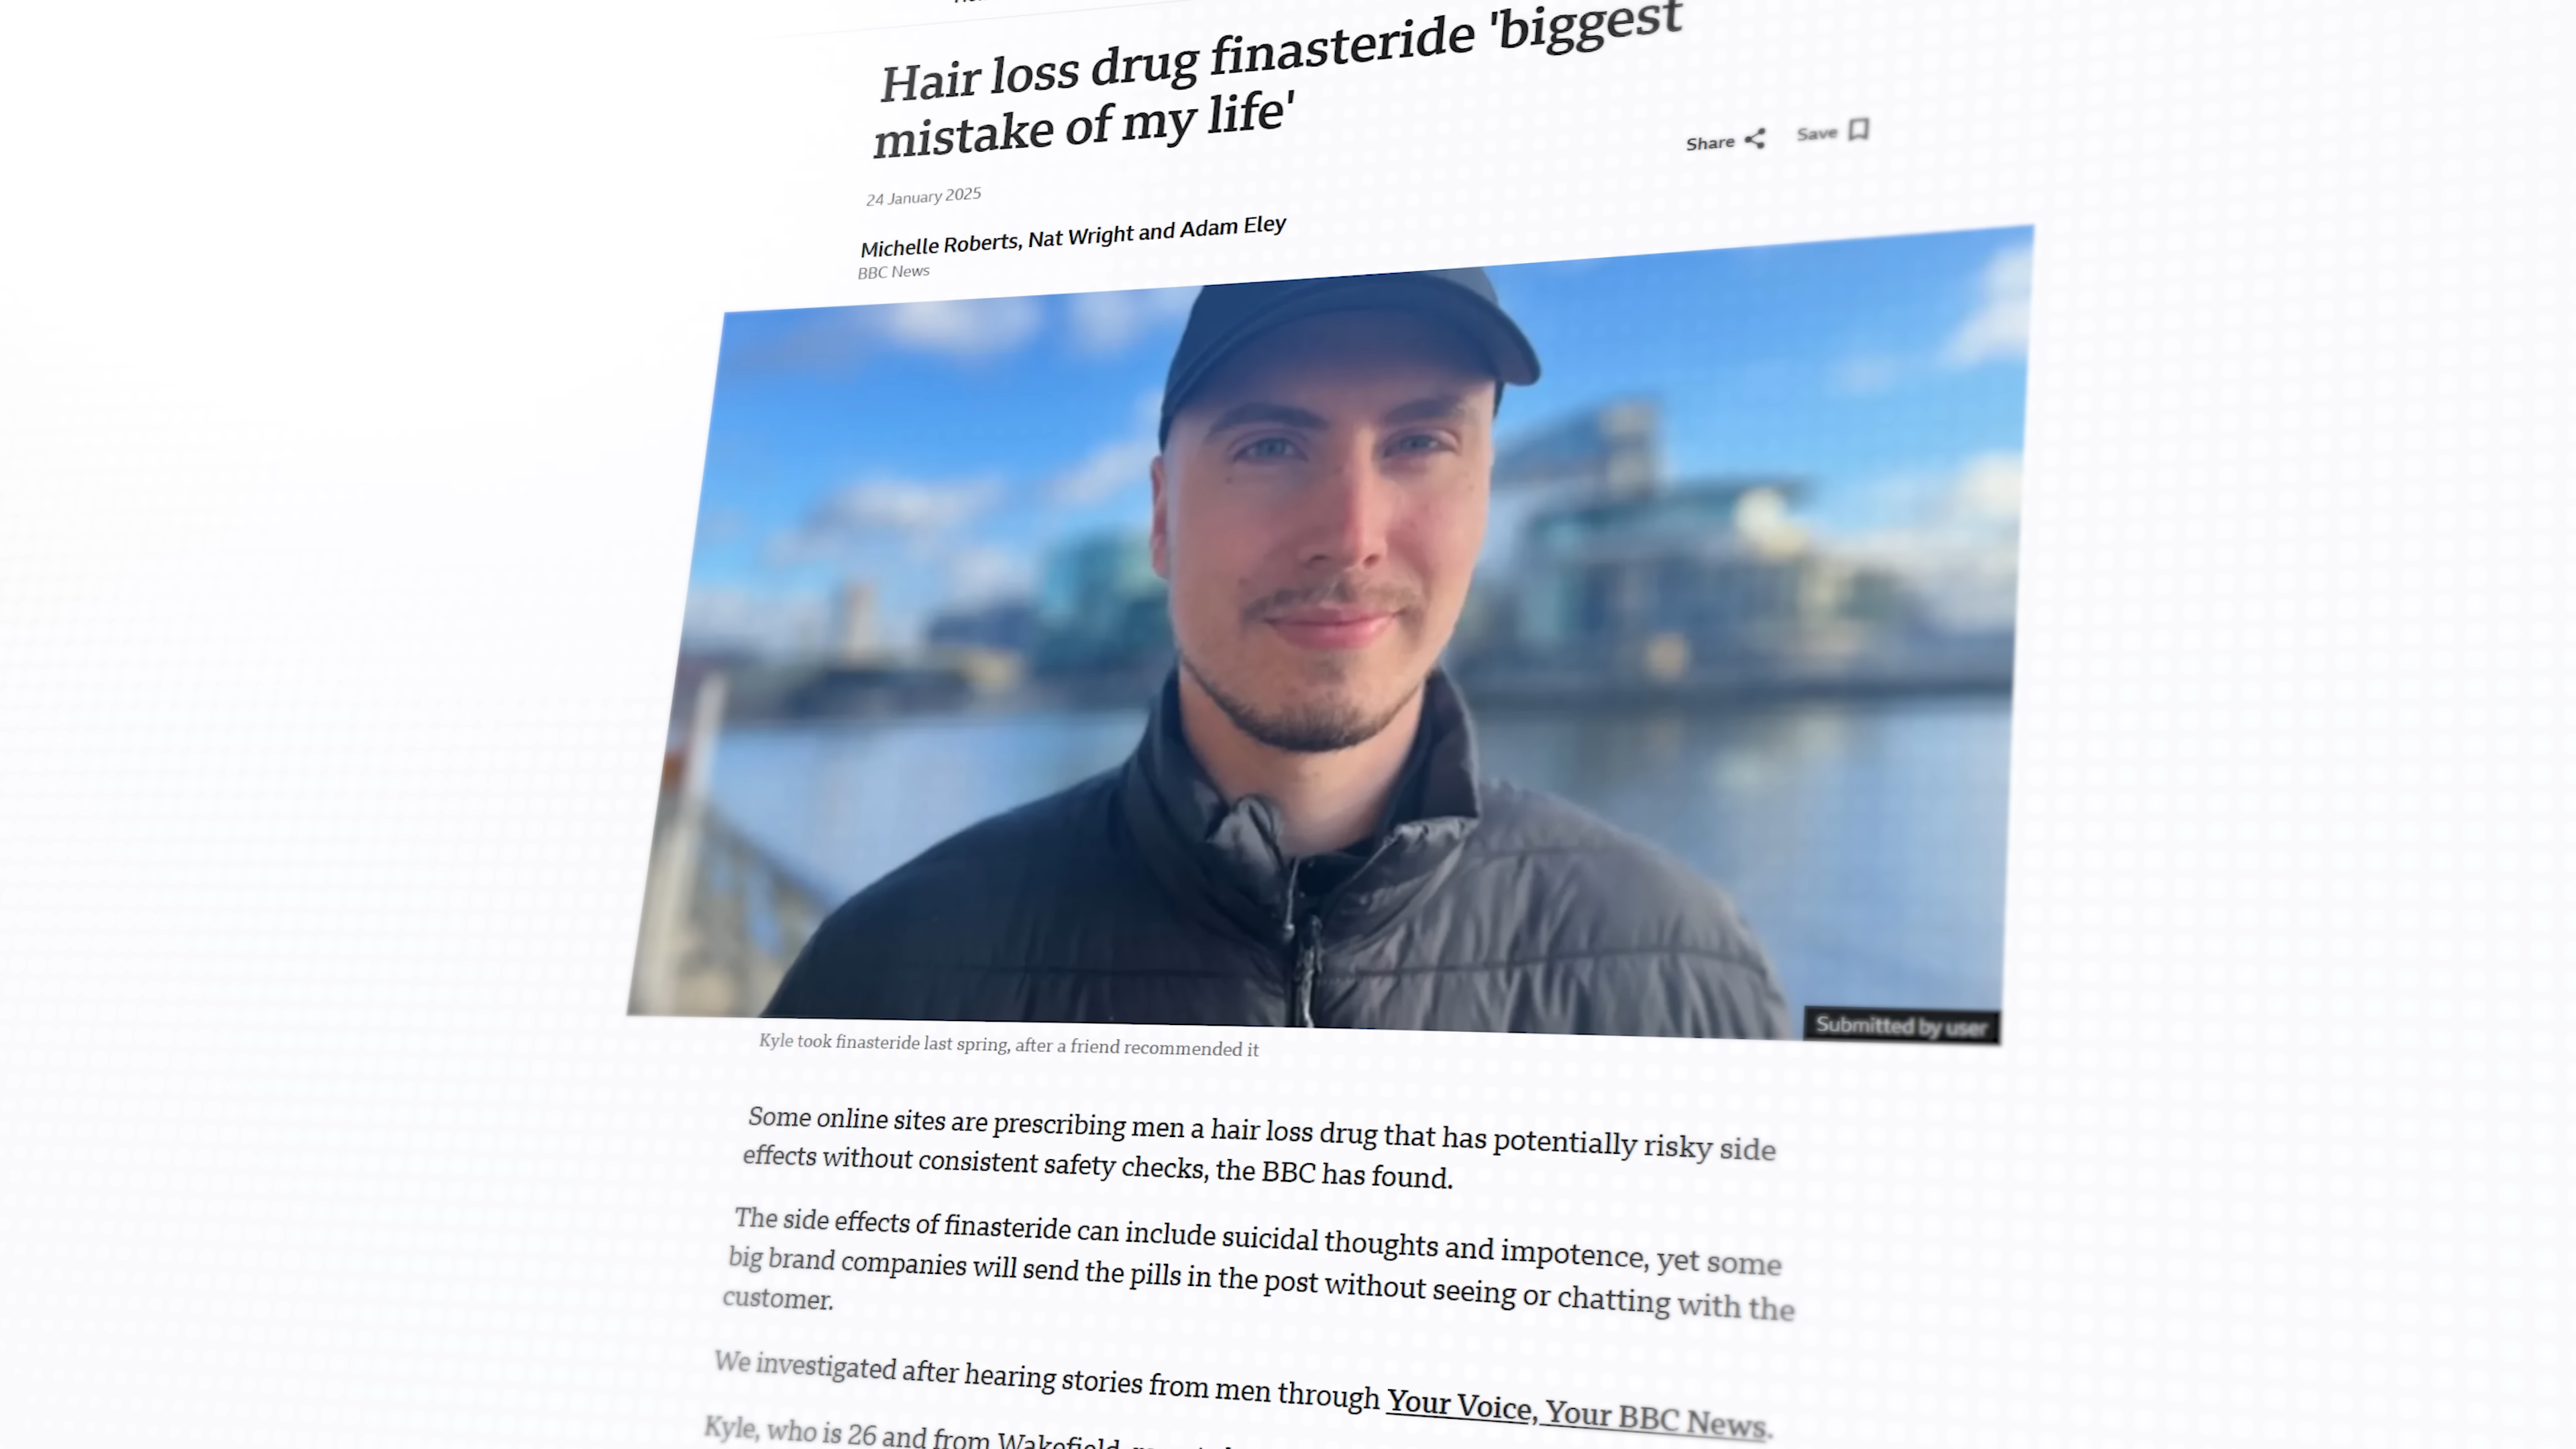 Hair loss drug finasteride 'biggest
mistake of my life'
Share
Save
24 January 2025
Michelle Roberts, Nat Wright and Adam Eley
BBC News
Submitted by user
Kyle took finasteride last spring, after a friend recommended it
Some online sites are prescribing men a hair loss drug that has potentially risky side
effects without consistent safety checks, the BBC has found.
The side effects of finasteride can include suicidal thoughts and impotence, yet some
big brand companies will send the pills in the post without seeing or chatting with the
customer.
We investigated after hearing stories from men through Your Voice, Your BBC News.
Kyle, who is 26 and from Wakefield,